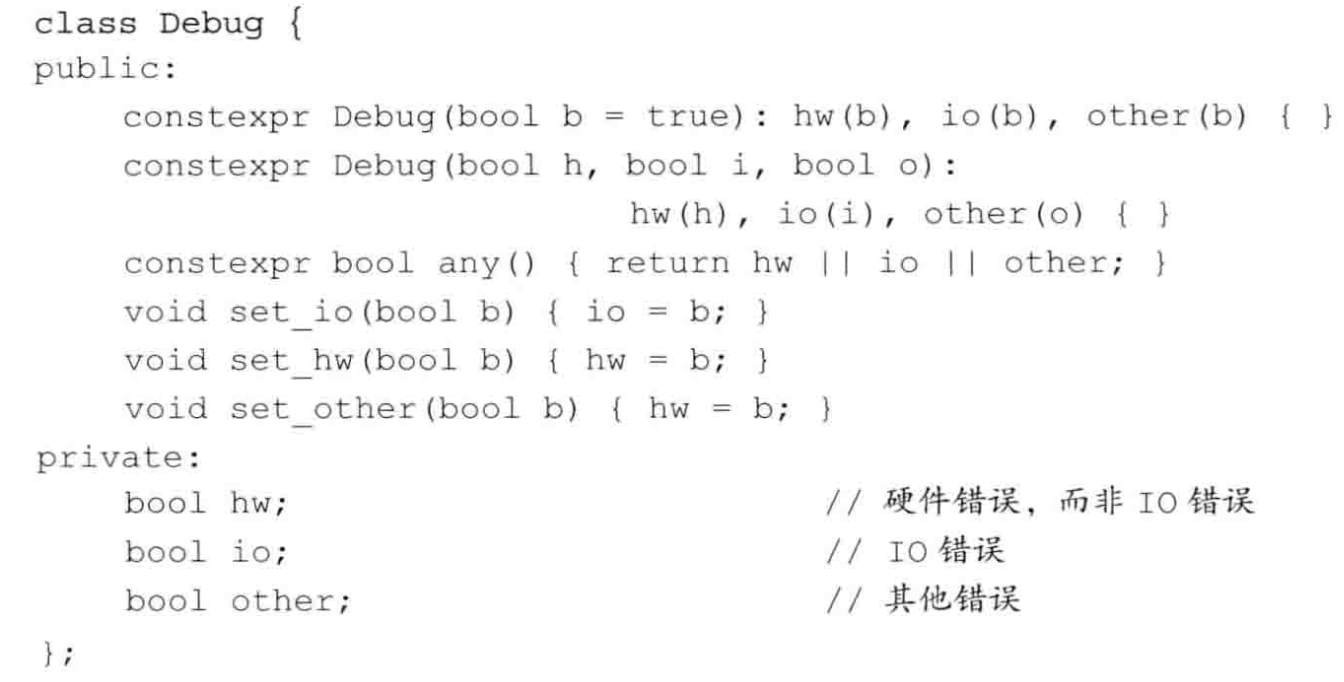 class Debug {
public:
constexpr Debug(bool b = true): hw(b), io(b), other(b) { }
constexpr Debug(bool h, bool i, bool o):
hw(h), io(i), other(o) { }
constexpr bool any() { return hw || io || other; }
void set_io(bool b) { io = b; }
void set_hw(bool b) { hw = b; }
void set_other(bool b) { hw = b; }
private:
bool hw; // 硬件错误，而非 IO 错误
bool io; // IO 错误
bool other; // 其他错误
};